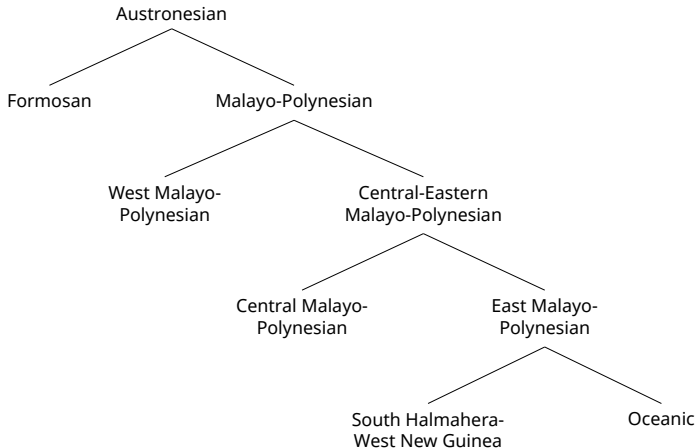 Austronesian
Formosan
Malayo-Polynesian
West Malayo-
Polynesian
Central-Eastern
Malayo-Polynesian
Central Malayo-
Polynesian
East Malayo-
Polynesian
South Halmahera-
West New Guinea
Oceanic